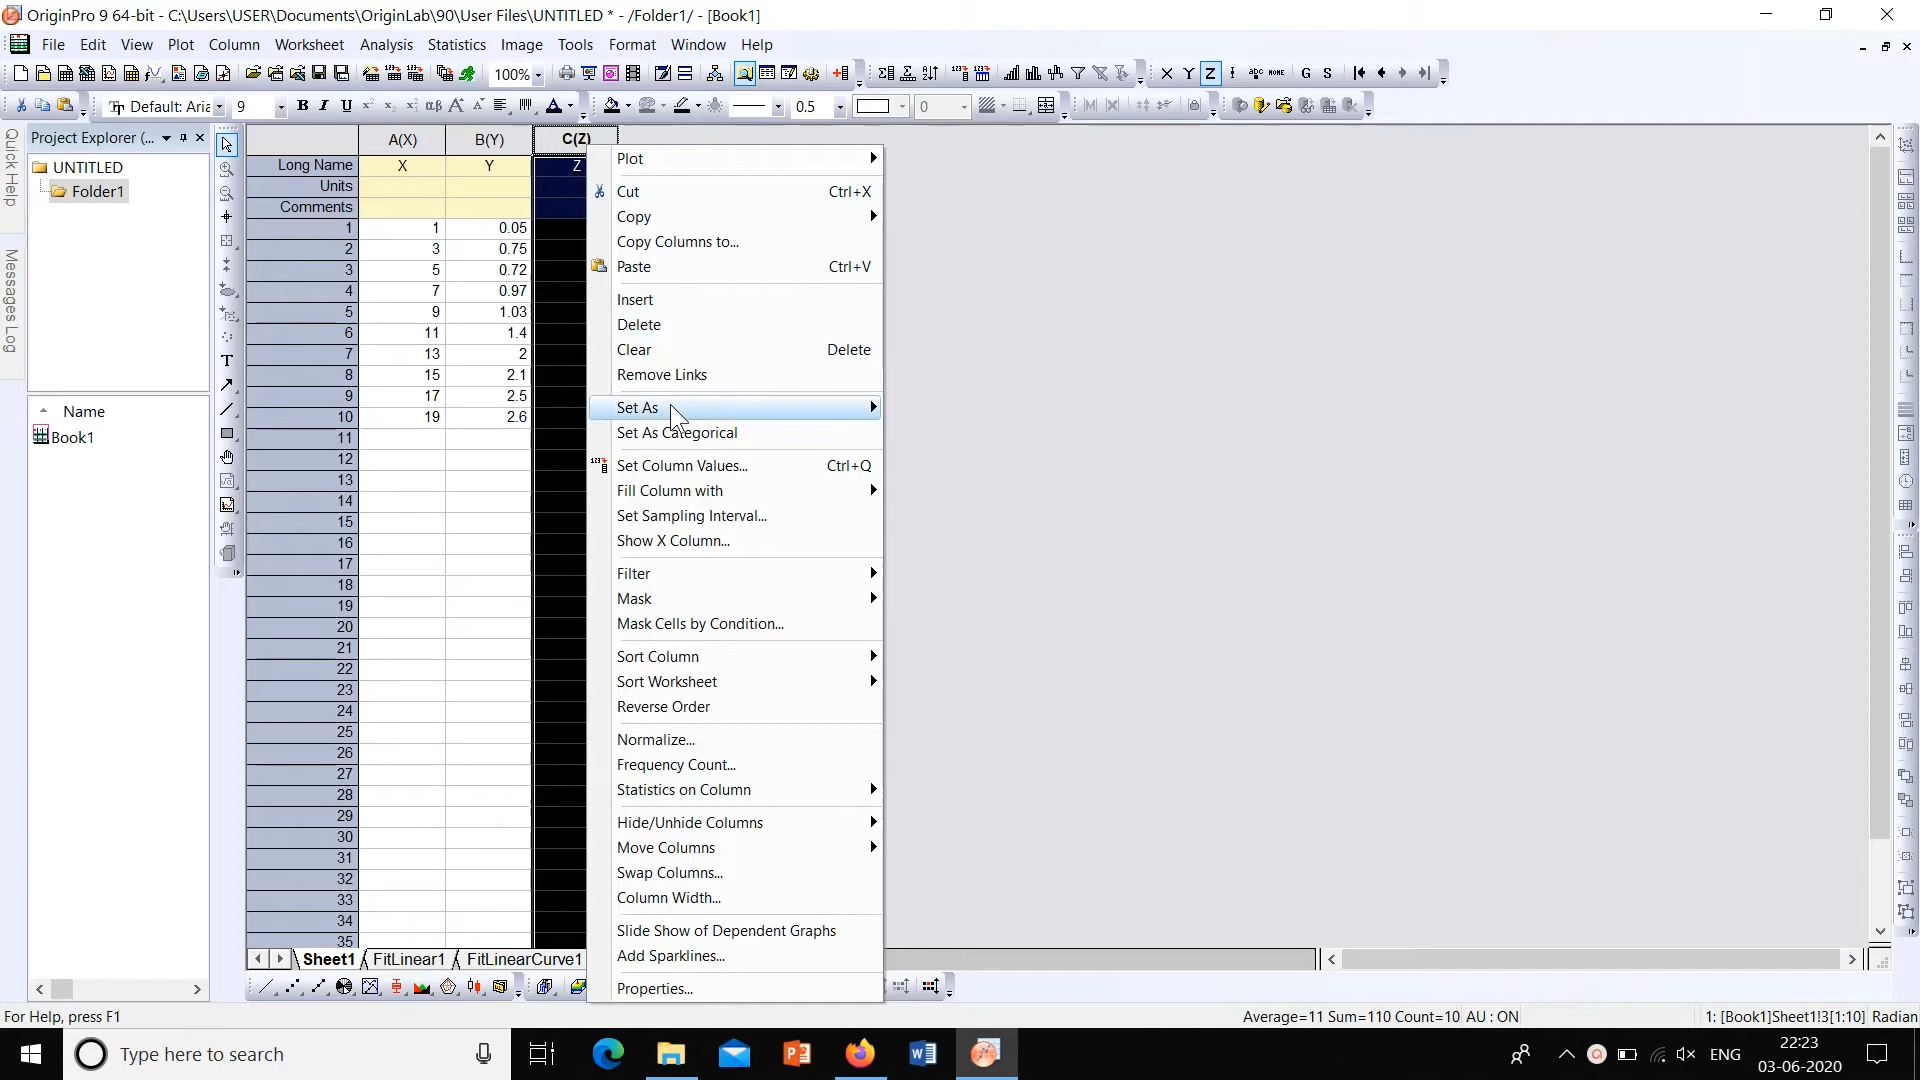 OriginPro 9 64-bit - C:\Users\USER\Documents\OriginLab\90\User Files\UNTITLED * - /Folder1/ - [Book1]
File Edit View Plot Column Worksheet Analysis Statistics Image Tools Format Window Help
100% X Y Z abc NONE G S
Tr Default: Aria 9 B I U αβ A A A 0.5 0
Quick Help
Messages Log
Project Explorer (...
UNTITLED
Folder1
Name
Book1
T
A(X) B(Y) C(Z)
Long Name X Y Z
Units
Comments
1 1 0.05
2 3 0.75
3 5 0.72
4 7 0.97
5 9 1.03
6 11 1.4
7 13 2
8 15 2.1
9 17 2.5
10 19 2.6
11
12
13
14
15
16
17
18
19
20
21
22
23
24
25
26
27
28
29
30
31
32
33
34
35
Plot
Cut Ctrl+X
Copy
Copy Columns to...
Paste Ctrl+V
Insert
Delete
Clear Delete
Remove Links
Set As
Set As Categorical
Set Column Values... Ctrl+Q
Fill Column with
Set Sampling Interval...
Show X Column...
Filter
Mask
Mask Cells by Condition...
Sort Column
Sort Worksheet
Reverse Order
Normalize...
Frequency Count...
Statistics on Column
Hide/Unhide Columns
Move Columns
Swap Columns...
Column Width...
Slide Show of Dependent Graphs
Add Sparklines...
Properties...
Sheet1 FitLinear1 FitLinearCurve1
For Help, press F1
Average=11 Sum=110 Count=10 AU : ON
1: [Book1]Sheet1!3[1:10] Radian
Type here to search
ENG
22:23
03-06-2020